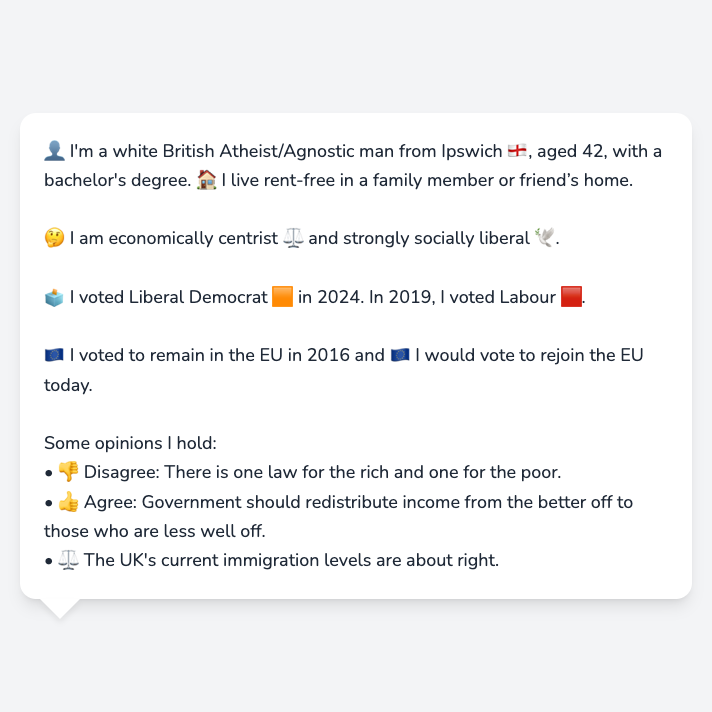 👤 I'm a white British Atheist/Agnostic man from Ipswich 🏴󠁧󠁢󠁥󠁮󠁧󠁿, aged 42, with a
bachelor's degree. 🏠 I live rent-free in a family member or friend’s home.
🤔 I am economically centrist ⚖️ and strongly socially liberal 🕊️.
🗳️ I voted Liberal Democrat 🟧 in 2024. In 2019, I voted Labour 🟥.
🇪🇺 I voted to remain in the EU in 2016 and 🇪🇺 I would vote to rejoin the EU
today.
Some opinions I hold:
• 👎 Disagree: There is one law for the rich and one for the poor.
• 👍 Agree: Government should redistribute income from the better off to
those who are less well off.
• ⚖️ The UK's current immigration levels are about right.